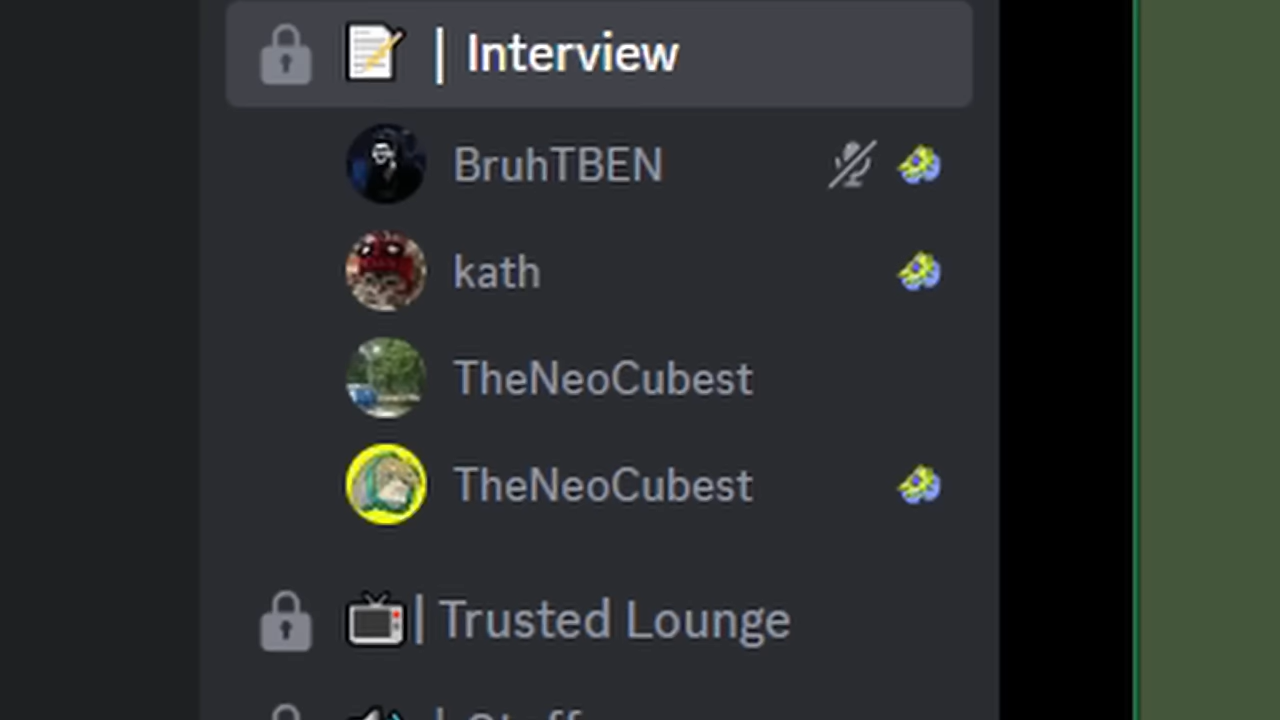 | Interview
BruhTBEN
kath
TheNeoCubest
TheNeoCubest
| Trusted Lounge